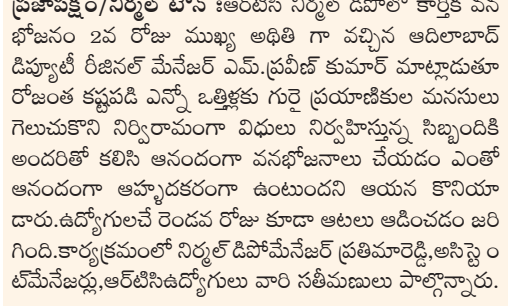 ప్రజాపక్షం/నిర్మల్ టౌన్ :ఆర్‌టిసి నిర్మల్ డిపోలో కార్తీక వన
భోజనం 2వ రోజు ముఖ్య అథితి గా వచ్చిన ఆదిలాబాద్
డిప్యూటీ రీజినల్ మేనేజర్ ఎమ్.ప్రవీణ్ కుమార్ మాట్లాడుతూ
రోజంత కష్టపడి ఎన్నో ఒత్తిళ్లకు గురై ప్రయాణికుల మనసులు
గెలుచుకొని నిర్విరామంగా విధులు నిర్వహిస్తున్న సిబ్బందికి
అందరితో కలిసి ఆనందంగా వనభోజనాలు చేయడం ఎంతో
ఆనందంగా ఆహ్ళదకరంగా ఉంటుందని ఆయన కొనియా
డారు.ఉద్యోగులచే రెండవ రోజు కూడా ఆటలు ఆడించడం జరి
గింది.కార్యక్రమంలో నిర్మల్ డిపోమేనేజర్ ప్రతిమారెడ్డి,అసిస్టెం
ట్‌మేనేజర్లు,ఆర్‌టిసిఉద్యోగులు వారి సతీమణులు పాల్గొన్నారు.